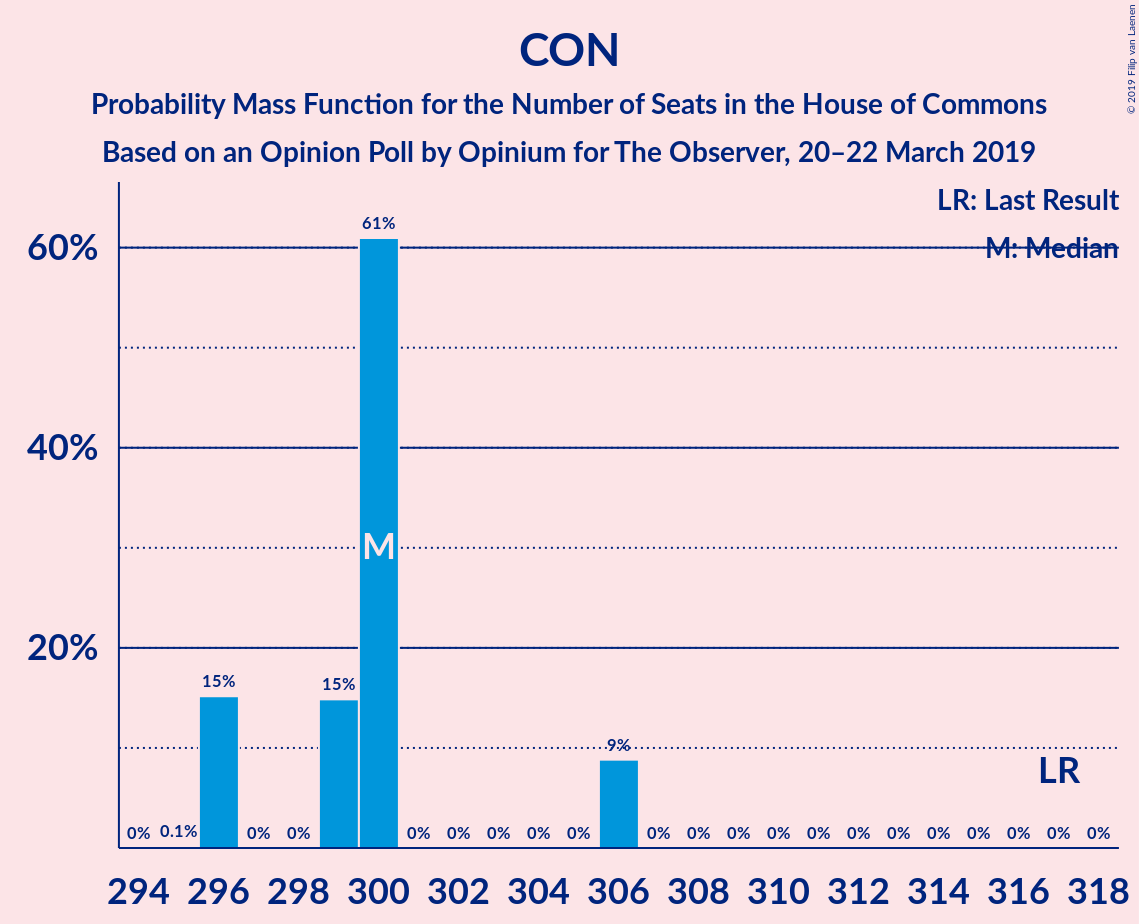 CON
Probability Mass Function for the Number of Seats in the House of Commons
Based on an Opinion Poll by Opinium for The Observer, 20–22 March 2019
© 2019 Filip van Laenen
LR: Last Result
M: Median
60%
40%
20%
0% 0.1% 15% 0% 0% 15% 61% 0% 0% 0% 0% 0% 9% 0% 0% 0% 0% 0% 0% 0% 0% 0% 0% 0% 0%
M
LR
294 296 298 300 302 304 306 308 310 312 314 316 318